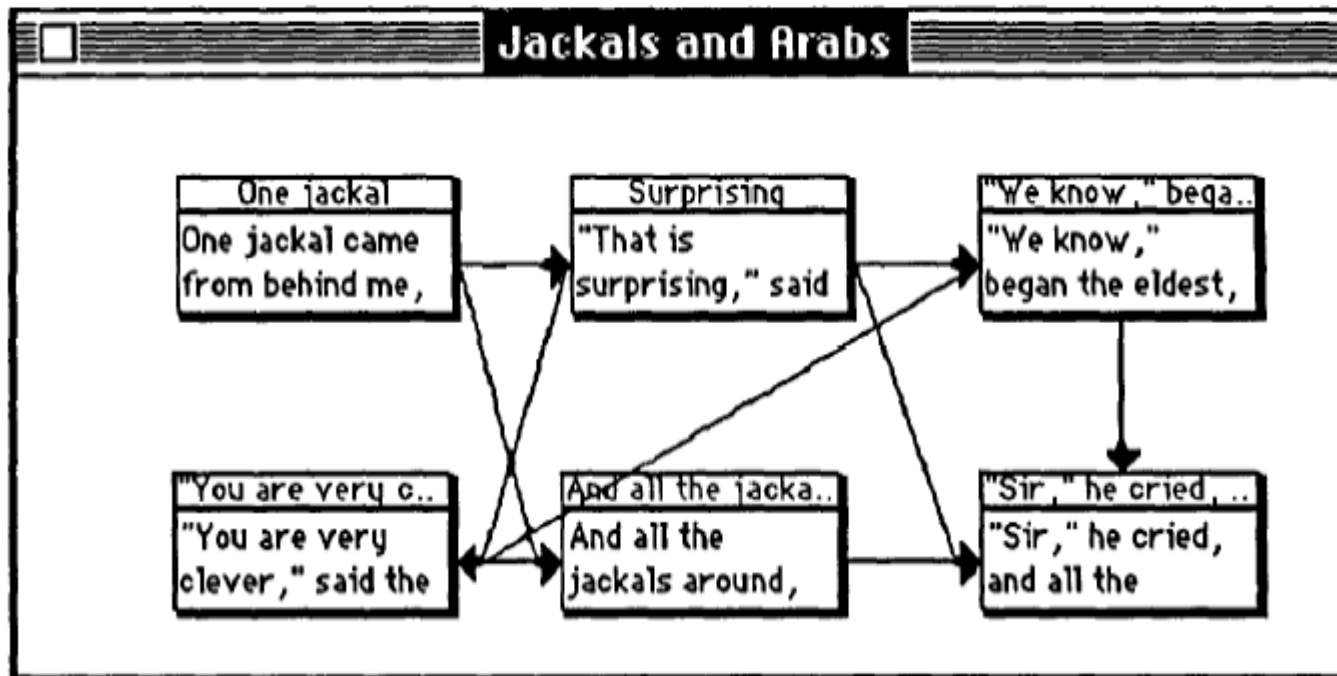 Jackals and Arabs
One jackal
One jackal came
from behind me,
Surprising
"That is
surprising," said
"We know," bega..
"We know,"
began the eldest,
"You are very c..
"You are very
clever," said the
And all the jacka..
And all the
jackals around,
"Sir," he cried, ..
"Sir," he cried,
and all the